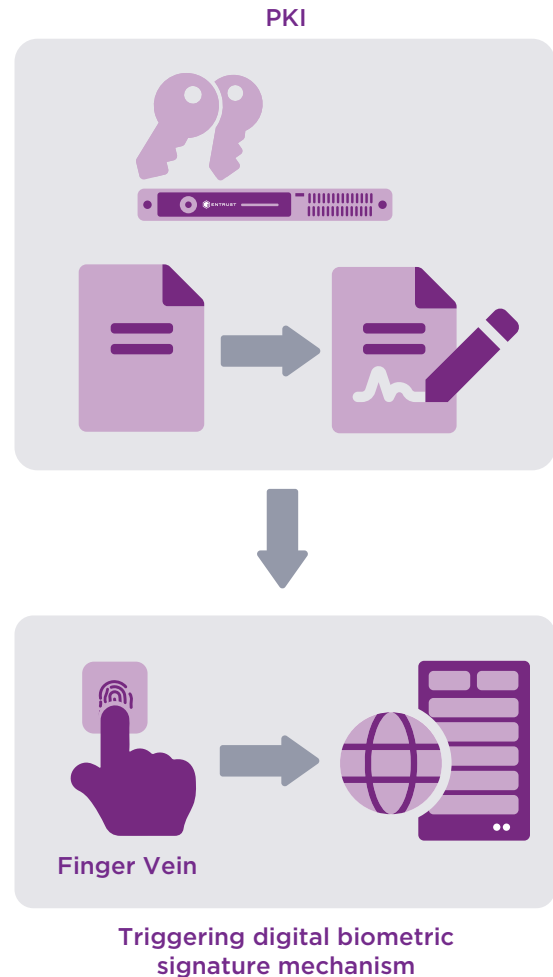 PKI
ENTRUST
Finger Vein
Triggering digital biometric
signature mechanism